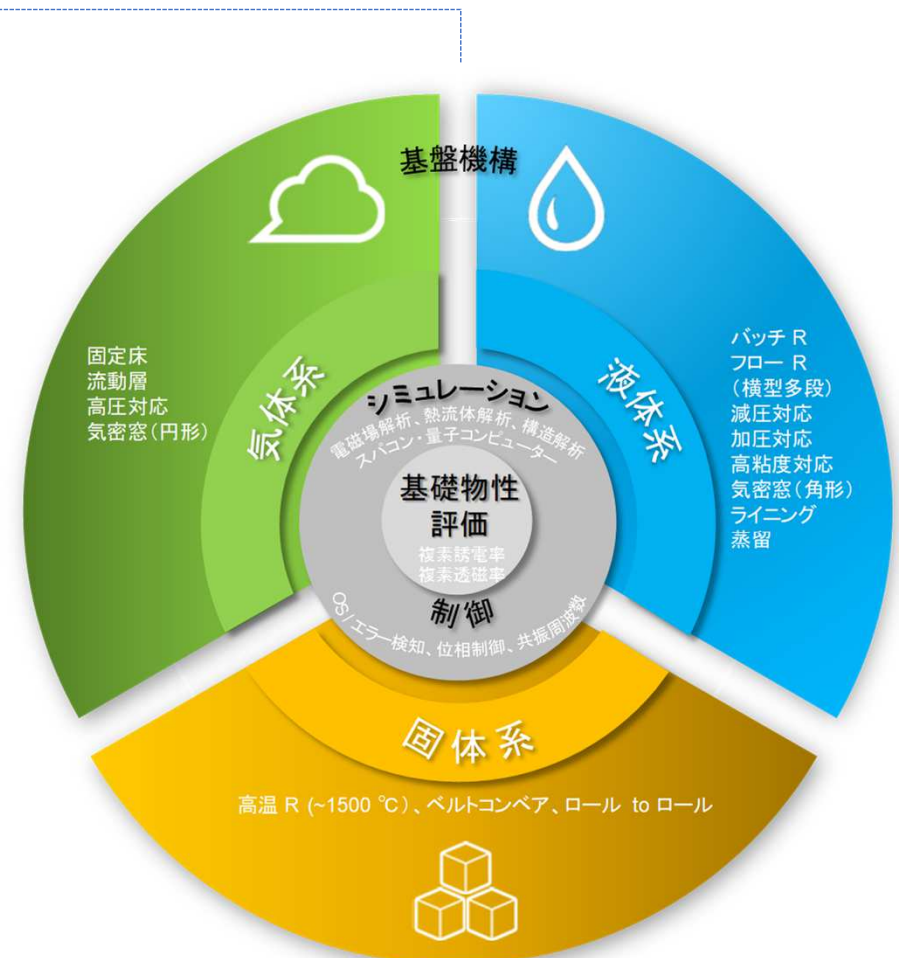 基盤機構
固定床
流動層
高圧対応
気密窓（円形）
気体系
バッチ R
フロー R
（横型多段）
減圧対応
加圧対応
高粘度対応
気密窓（角形）
ライニング
蒸留
液体系
シミュレーション
電磁場解析、熱流体解析、構造解析
スパコン・量子コンピューター
基礎物性
評価
複素誘電率
複素透磁率
制御
OS/エラー検知、位相制御、共振周波数
固体系
高温 R (~1500 ℃)、ベルトコンベア、ロール to ロール